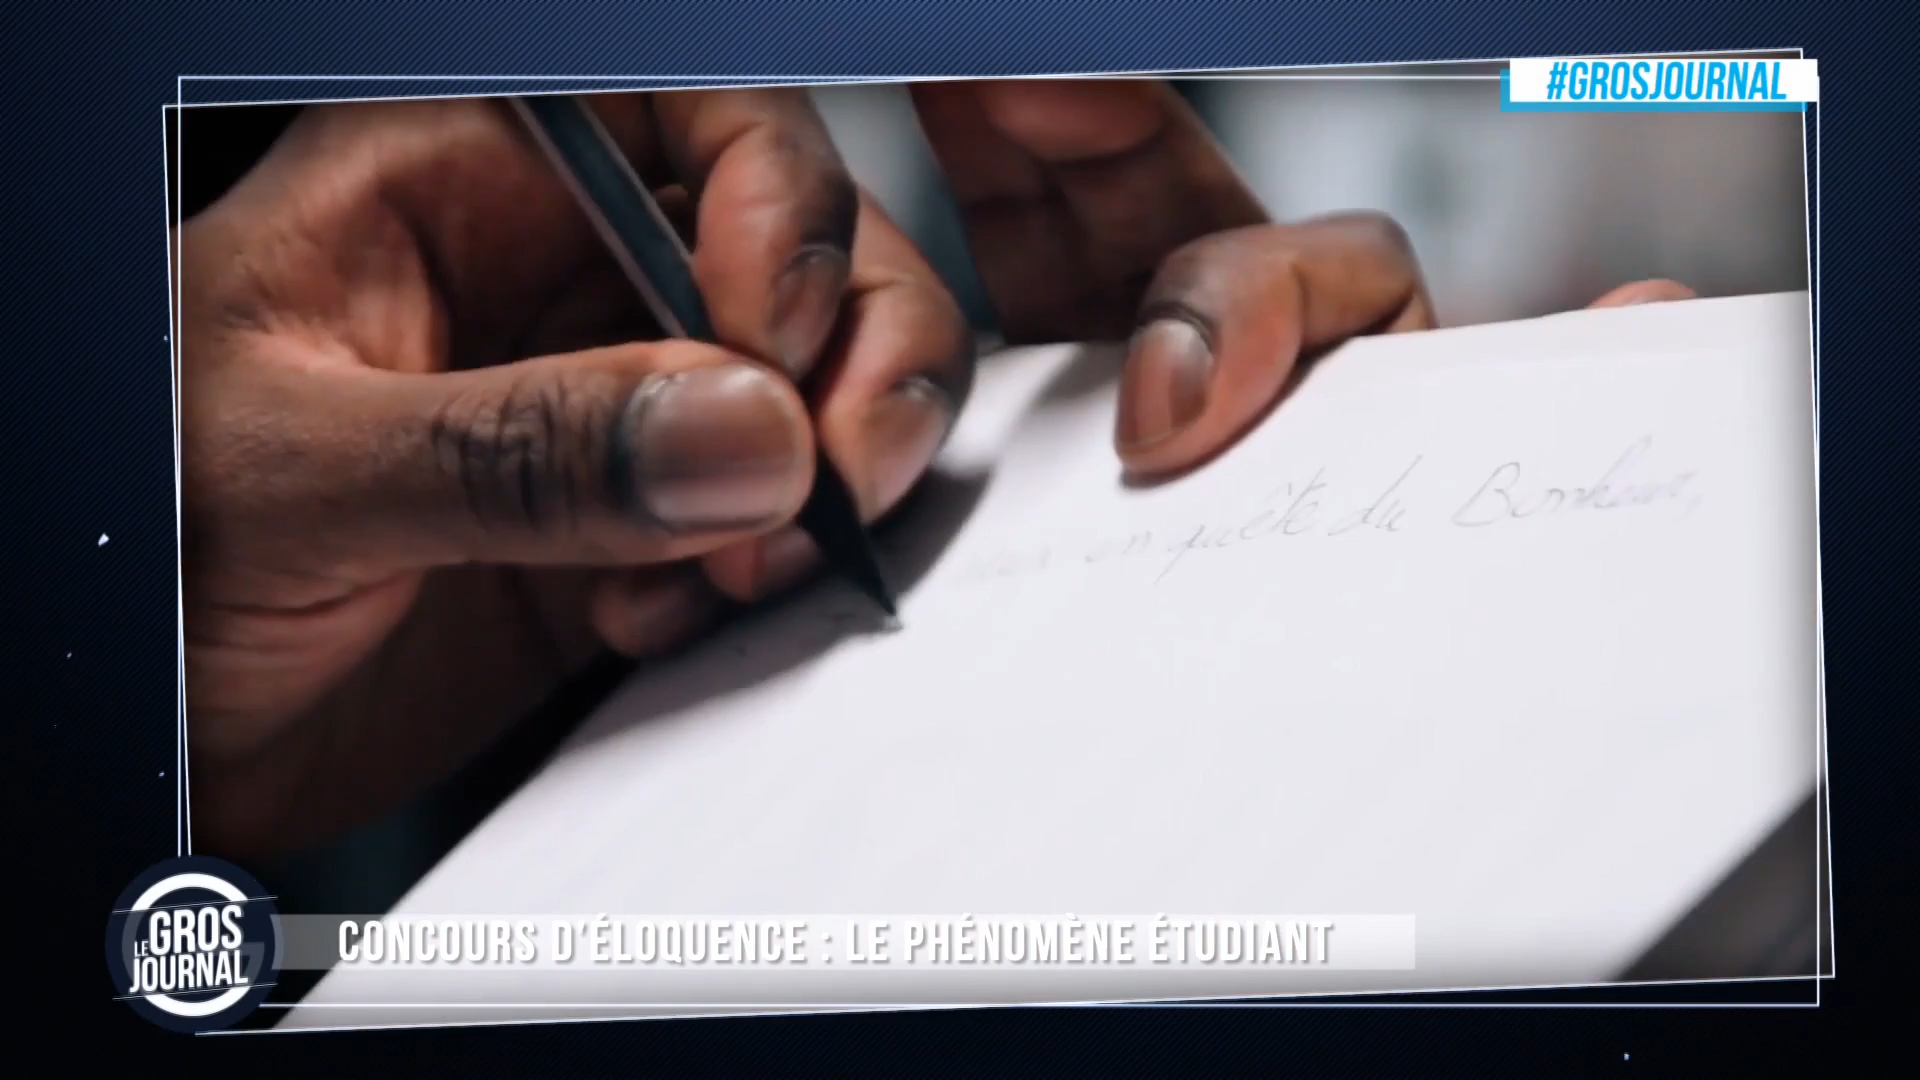 #GROSJOURNAL
en quête du Bonheur,
LE GROS
JOURNAL
CONCOURS D'ÉLOQUENCE : LE PHÉNOMÈNE ÉTUDIANT